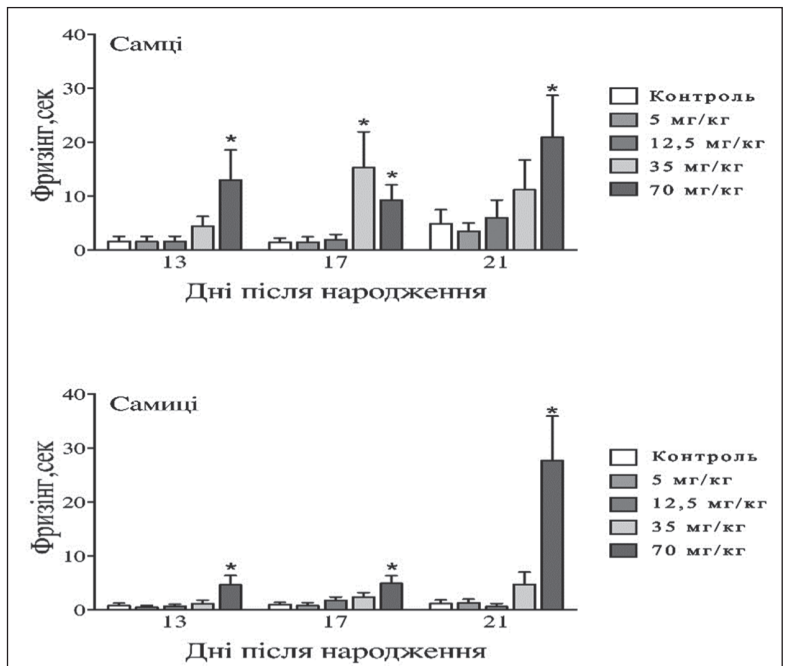 40
Самці
30
20
10
0
Фризінг,сек
*
*
*
*
13
17
21
Дні після народження
Контроль
5 мг/кг
12,5 мг/кг
35 мг/кг
70 мг/кг
40
Самиці
30
20
10
0
Фризінг,сек
*
*
*
13
17
21
Дні після народження
Контроль
5 мг/кг
12,5 мг/кг
35 мг/кг
70 мг/кг